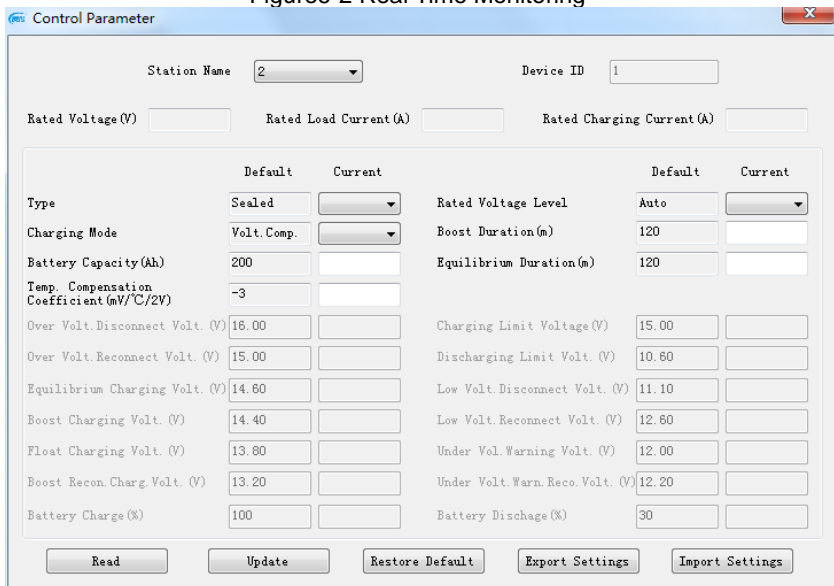 Figure3-2 Real Time Monitoring
Control Parameter
Station Name 2 Device ID 1
Rated Voltage(V) Rated Load Current(A) Rated Charging Current(A)
Default Current Default Current
Type Sealed Rated Voltage Level Auto
Charging Mode Volt.Comp. Boost Duration(m) 120
Battery Capacity(Ah) 200 Equilibrium Duration(m) 120
Temp. Compensation
Coefficient(mV/℃/2V) -3
Over Volt.Disconnect Volt. (V) 16.00 Charging Limit Voltage(V) 15.00
Over Volt.Reconnect Volt. (V) 15.00 Discharging Limit Volt. (V) 10.60
Equilibrium Charging Volt. (V) 14.60 Low Volt.Disconnect Volt. (V) 11.10
Boost Charging Volt. (V) 14.40 Low Volt.Reconnect Volt. (V) 12.60
Float Charging Volt. (V) 13.80 Under Vol.Warning Volt. (V) 12.00
Boost Recon.Charg.Volt. (V) 13.20 Under Volt.Warn.Reco.Volt. (V) 12.20
Battery Charge(%) 100 Battery Dischage(%) 30
Read Update Restore Default Export Settings Import Settings